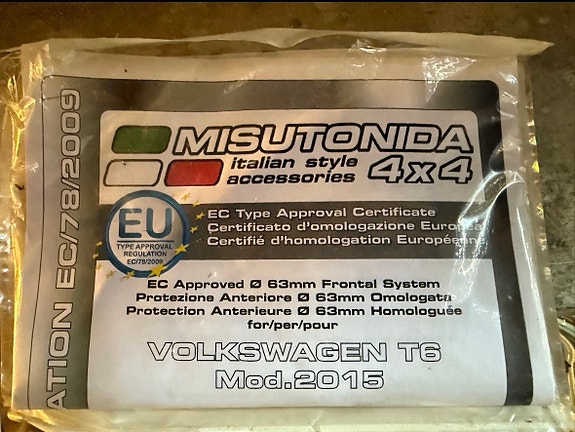 ATION EC/78/2009
MISUTONIDA
italian style
accessories 4x4
EU
TYPE APPROVAL
REGULATION
EC/78/2009
EC Type Approval Certificate
Certificato d'omologazione Europea
Certifié d'homologation Européenne
EC Approved Ø 63mm Frontal System
Protezione Anteriore Ø 63mm Omologata
Protection Anterieure Ø 63mm Homologuée
for/per/pour
VOLKSWAGEN T6
Mod.2015